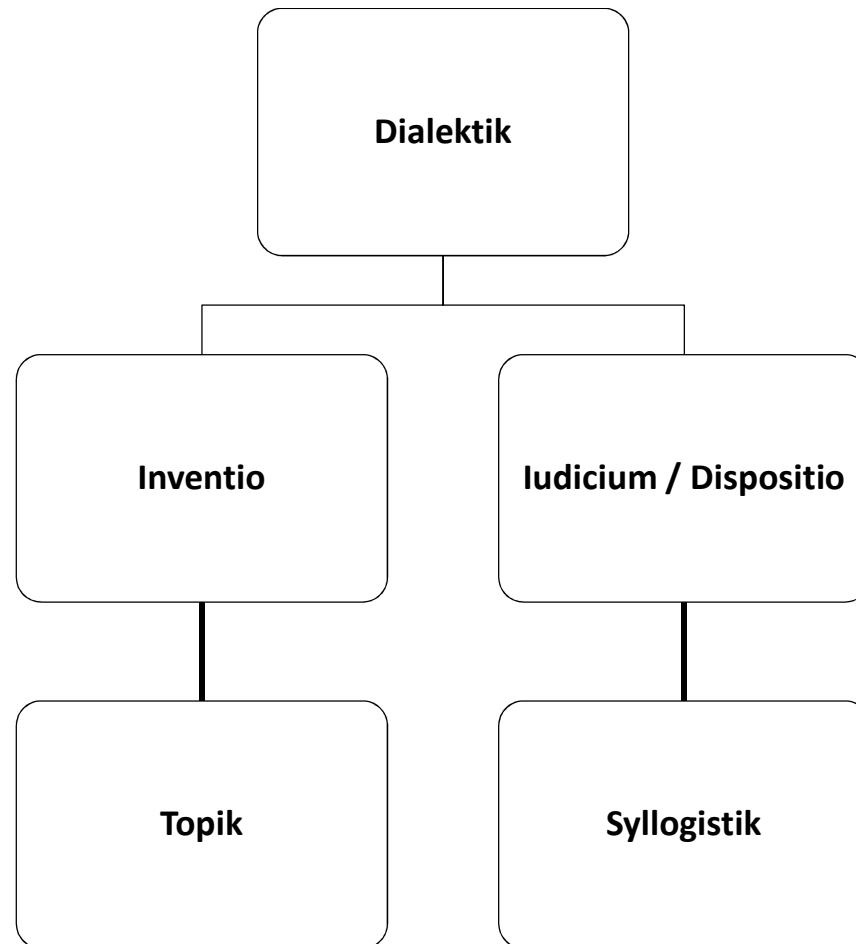 Dialektik
Inventio
Iudicium / Dispositio
Topik
Syllogistik